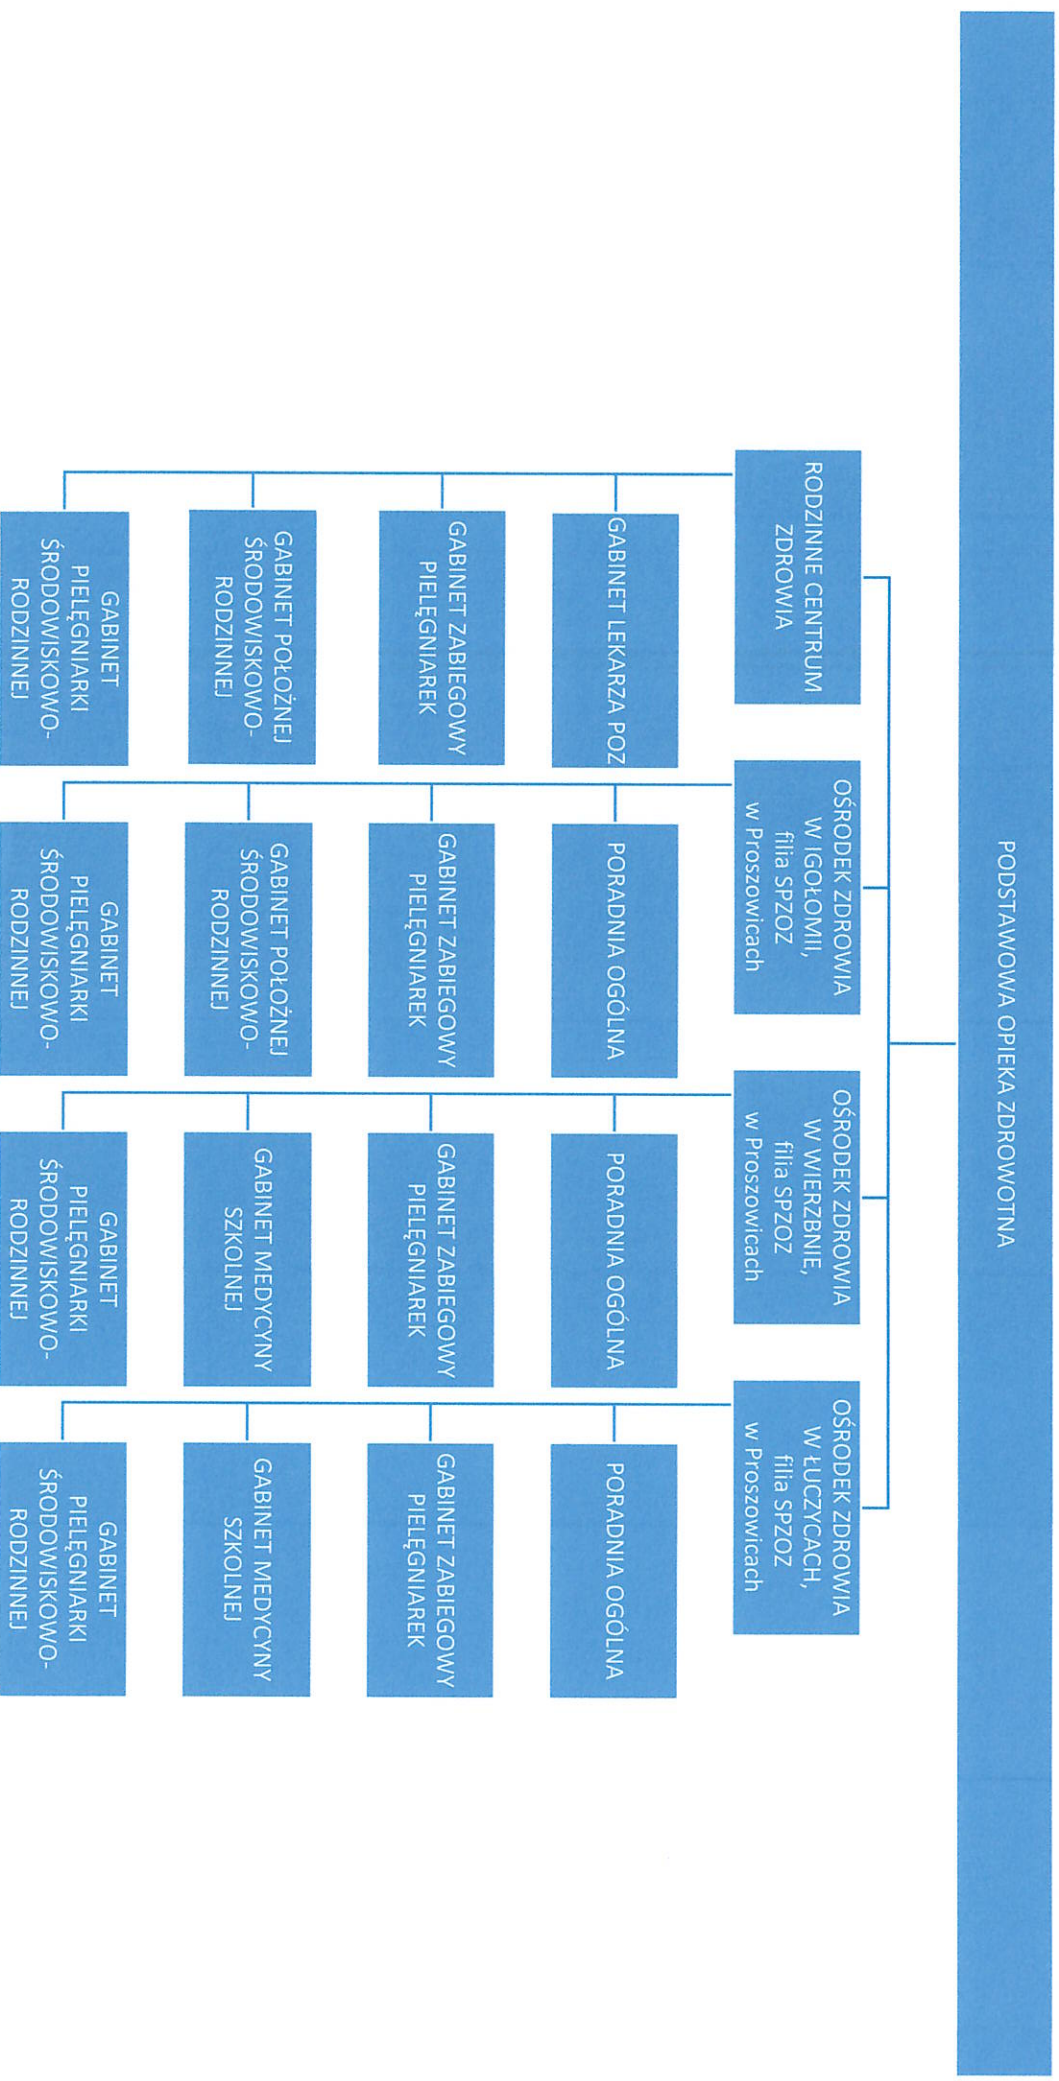 PODSTAWOWA OPIEKA ZDROWOTNA
RODZINNE CENTRUM
ZDROWIA
GABINET LEKARZA POZ
GABINET ZABIEGOWY
PIELĘGNIAREK
GABINET POŁOŻNEJ
ŚRODOWISKOWO-
RODZINNEJ
GABINET
PIELĘGNIARKI
ŚRODOWISKOWO-
RODZINNEJ
OŚRODEK ZDROWIA
W IGOŁOMII,
filia SPZOZ
w Proszowicach
PORADNIA OGÓLNA
GABINET ZABIEGOWY
PIELĘGNIAREK
GABINET POŁOŻNEJ
ŚRODOWISKOWO-
RODZINNEJ
GABINET
PIELĘGNIARKI
ŚRODOWISKOWO-
RODZINNEJ
OŚRODEK ZDROWIA
W WIERZBNIE,
filia SPZOZ
w Proszowicach
PORADNIA OGÓLNA
GABINET ZABIEGOWY
PIELĘGNIAREK
GABINET MEDYCYNY
SZKOLNEJ
GABINET
PIELĘGNIARKI
ŚRODOWISKOWO-
RODZINNEJ
OŚRODEK ZDROWIA
W ŁUCZYCACH,
filia SPZOZ
w Proszowicach
PORADNIA OGÓLNA
GABINET ZABIEGOWY
PIELĘGNIAREK
GABINET MEDYCYNY
SZKOLNEJ
GABINET
PIELĘGNIARKI
ŚRODOWISKOWO-
RODZINNEJ